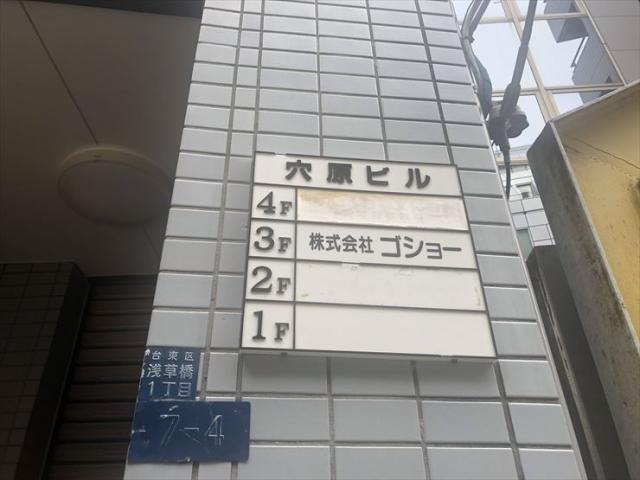 穴原ビル
4F
3F 株式会社 ゴショー
2F
1F
台東区
浅草橋
1丁目
7-4